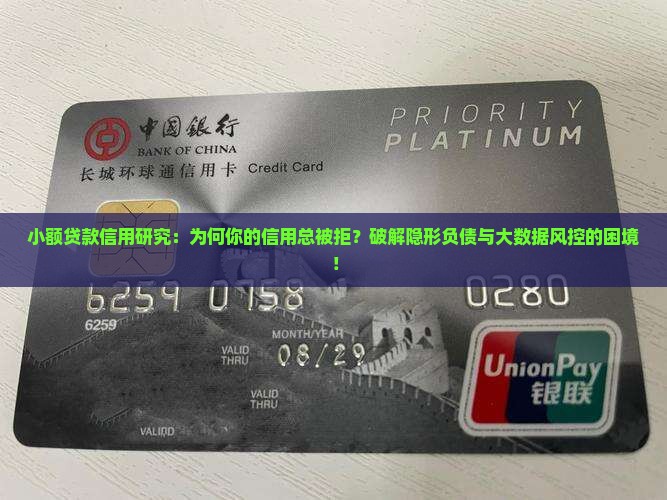 中国银行
BANK OF CHINA
长城环球通信用卡 Credit Card
PRIORITY
PLATINUM
小额贷款信用研究：为何你的信用总被拒？破解隐形负债与大数据风控的困境
！
6259 0758 0280
6259
MONTH/YEAR
VALID
THRU
08/29
VALID
THRU
UnionPay
银联